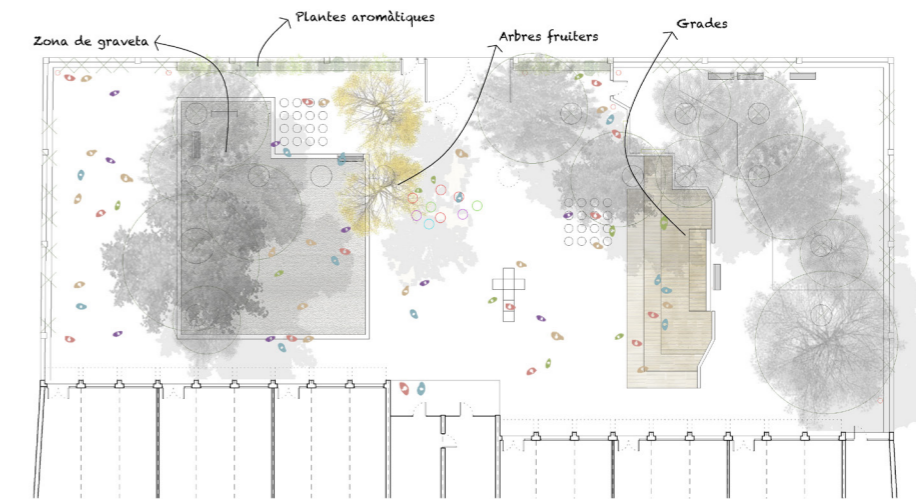 Plantes aromàtiques
Grades
Arbres fruiters
Zona de graveta